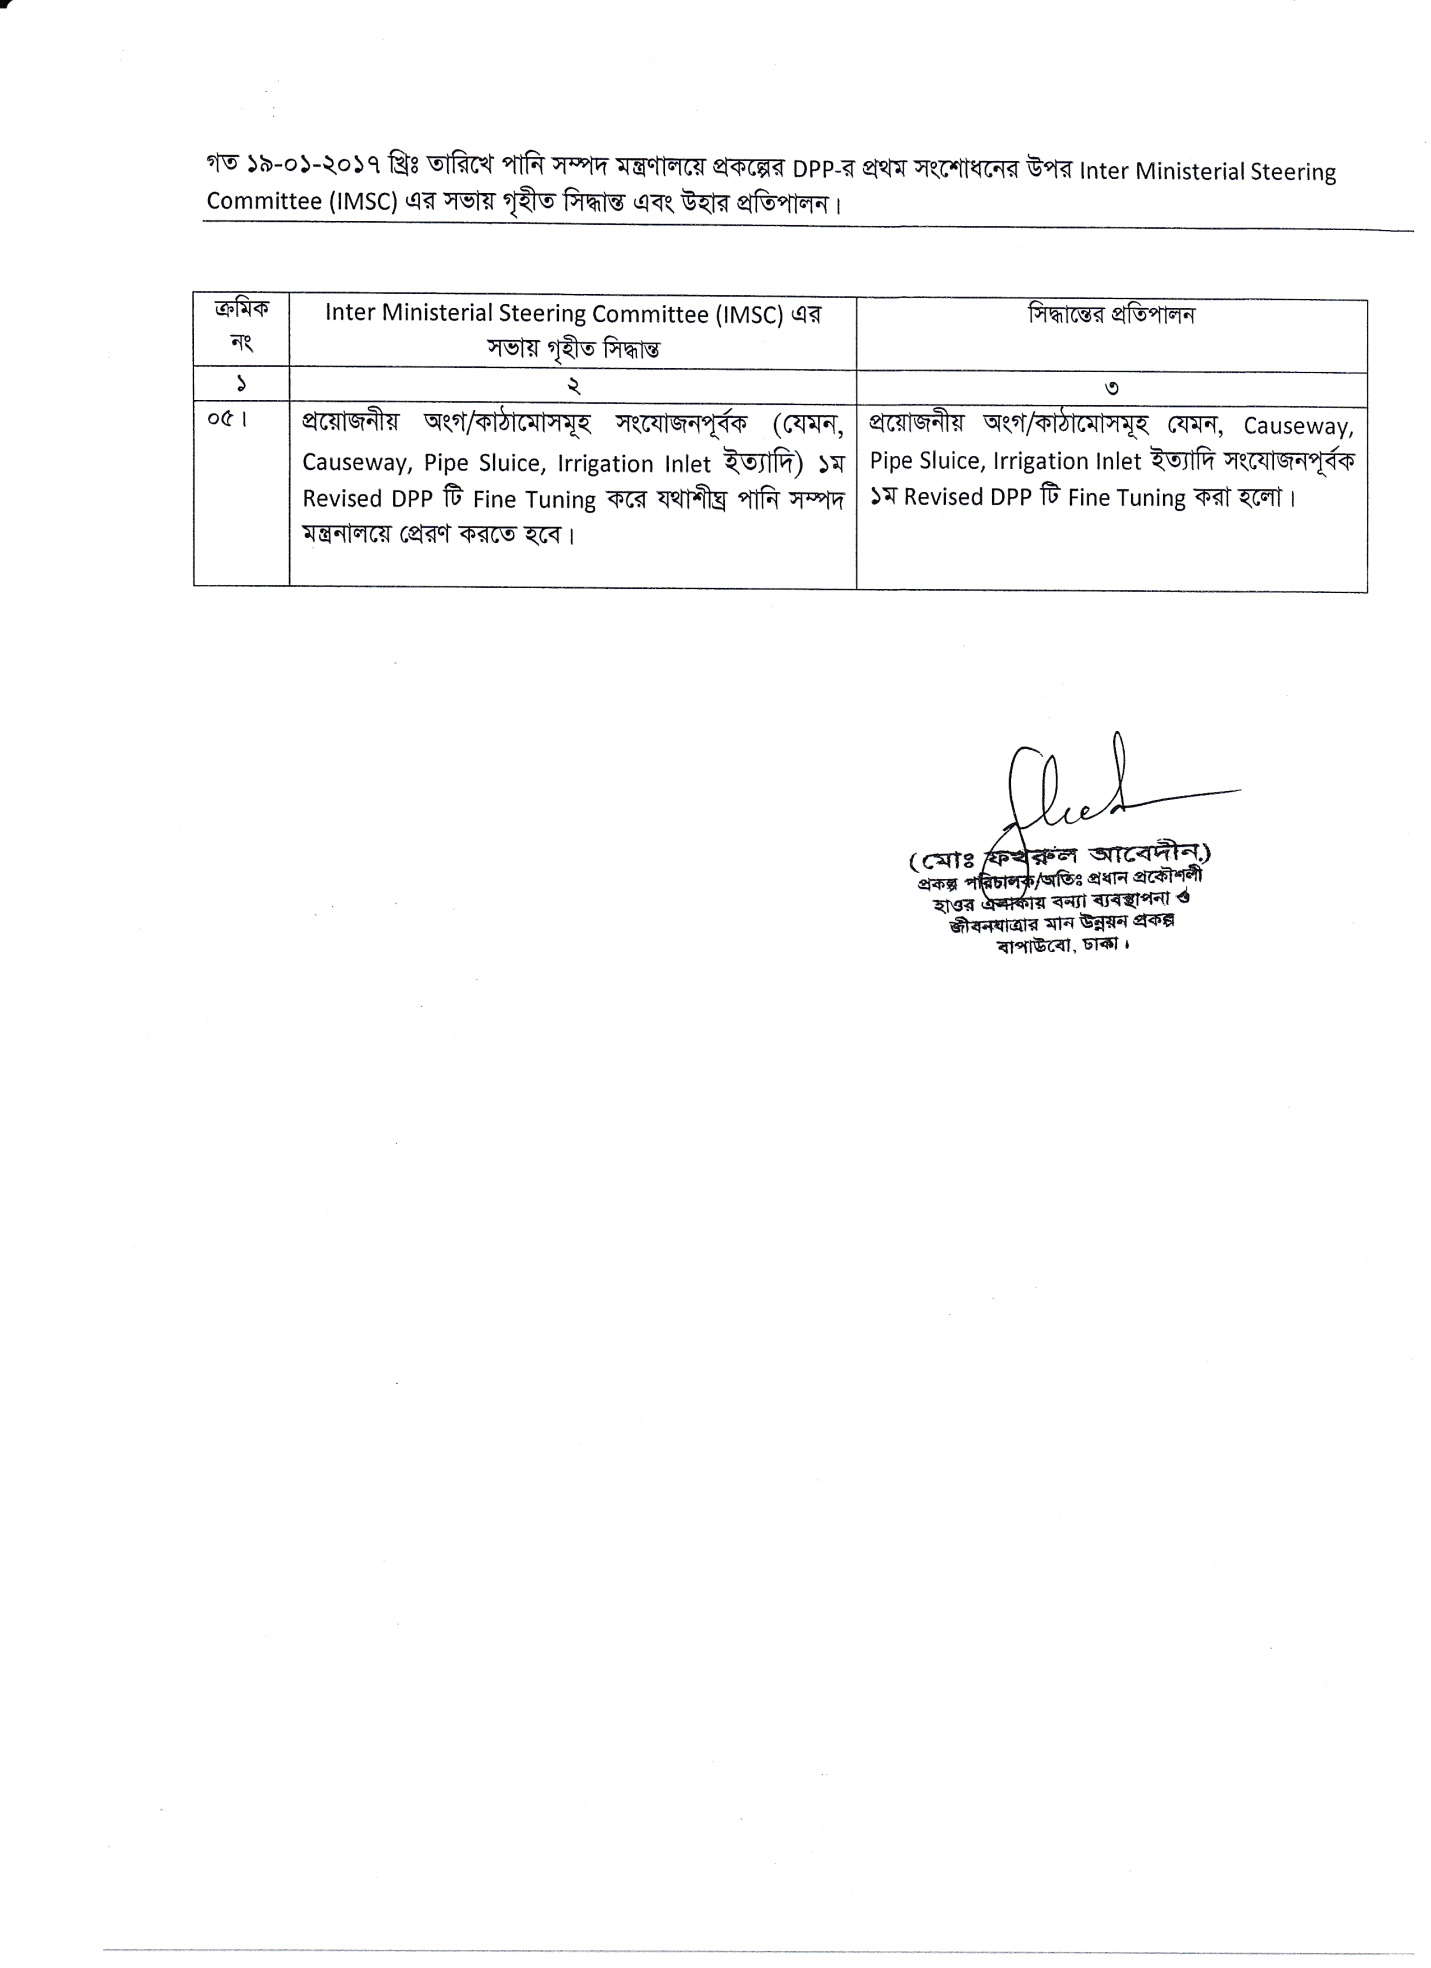 গত ১৯-০১-২০১৭ খ্রিঃ তারিখে পানি সম্পদ মন্ত্রণালয়ে প্রকল্পের DPP-র প্রথম সংশোধনের উপর Inter Ministerial Steering
Committee (IMSC) এর সভায় গৃহীত সিদ্ধান্ত এবং উহার প্রতিপালন।
ক্রমিক
নং
Inter Ministerial Steering Committee (IMSC) এর
সভায় গৃহীত সিদ্ধান্ত
সিদ্ধান্তের প্রতিপালন
১
২
৩
০৫।
প্রয়োজনীয় অংগ/কাঠামোসমূহ সংযোজনপূর্বক (যেমন,
Causeway, Pipe Sluice, Irrigation Inlet ইত্যাদি) ১ম
Revised DPP টি Fine Tuning করে যথাশীঘ্র পানি সম্পদ
মন্ত্রনালয়ে প্রেরণ করতে হবে।
প্রয়োজনীয় অংগ/কাঠামোসমূহ যেমন, Causeway,
Pipe Sluice, Irrigation Inlet ইত্যাদি সংযোজনপূর্বক
১ম Revised DPP টি Fine Tuning করা হলো।
(মোঃ ফখরুল আবেদীন)
প্রকল্প পরিচালক/অতিঃ প্রধান প্রকৌশলী
হাওর এলাকায় বন্যা ব্যবস্থাপনা ও
জীবনযাত্রার মান উন্নয়ন প্রকল্প
বাপাউবো, ঢাকা।